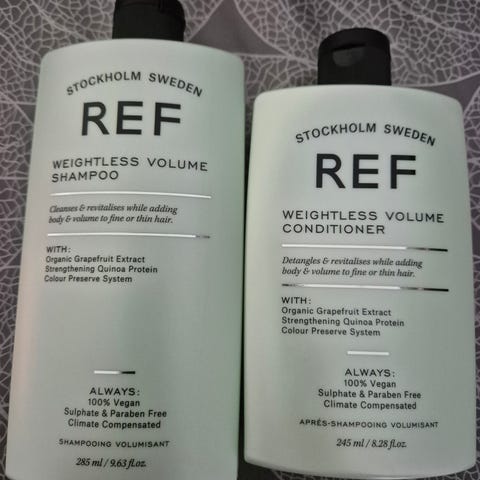 STOCKHOLM SWEDEN
REF
WEIGHTLESS VOLUME
SHAMPOO
Cleanses & revitalises while adding
body & volume to fine or thin hair.
WITH:
Organic Grapefruit Extract
Strengthening Quinoa Protein
Colour Preserve System
ALWAYS:
100% Vegan
Sulphate & Paraben Free
Climate Compensated
SHAMPOOING VOLUMISANT
285 ml / 9.63 fl.oz.
STOCKHOLM SWEDEN
REF
WEIGHTLESS VOLUME
CONDITIONER
Detangles & revitalises while adding
body & volume to fine or thin hair.
WITH:
Organic Grapefruit Extract
Strengthening Quinoa Protein
Colour Preserve System
ALWAYS:
100% Vegan
Sulphate & Paraben Free
Climate Compensated
APRÉS-SHAMPOOING VOLUMISANT
245 ml / 8.28 fl.oz.